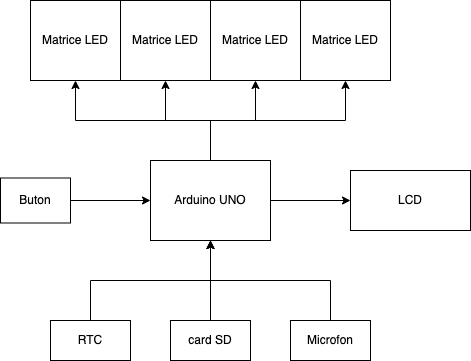 Matrice LED Matrice LED Matrice LED Matrice LED
Buton Arduino UNO LCD
RTC card SD Microfon